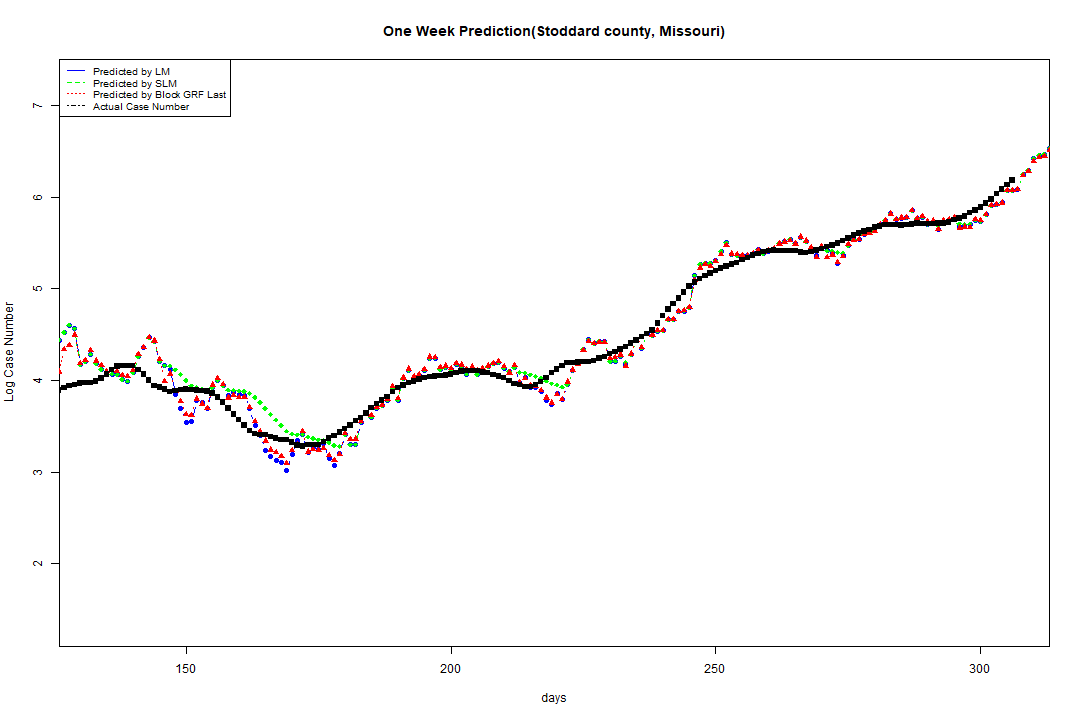 One Week Prediction(Stoddard county, Missouri)
Predicted by LM
Predicted by SLM
Predicted by Block GRF Last
Actual Case Number
Log Case Number
7
6
5
4
3
2
150
200
250
300
days